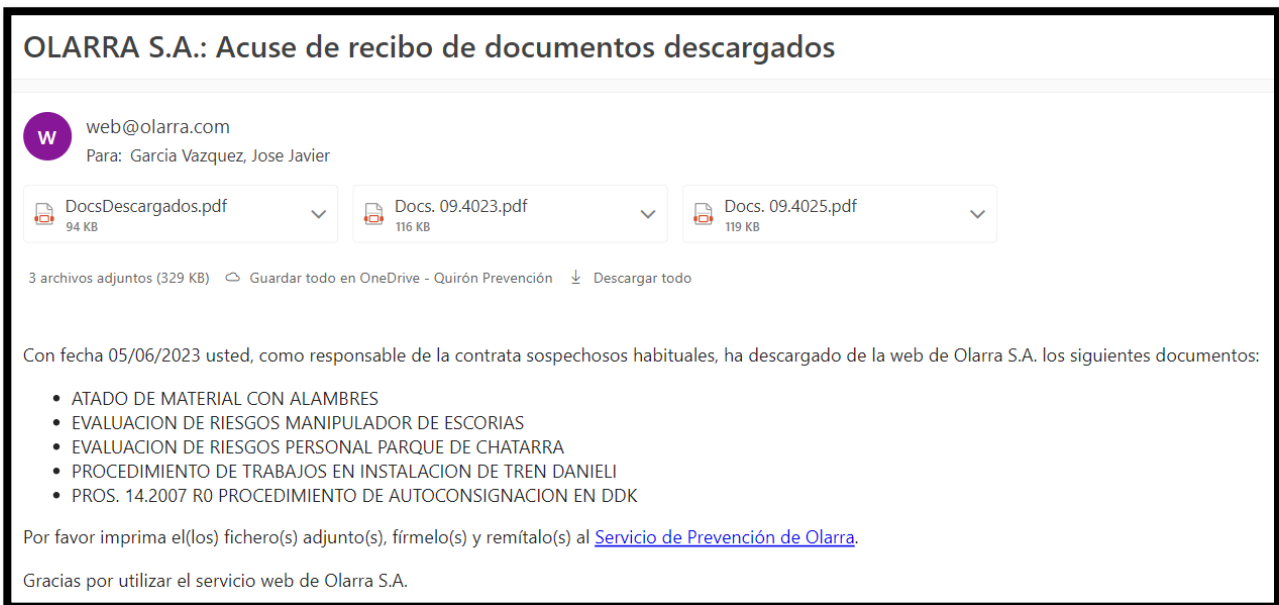 OLARRA S.A.: Acuse de recibo de documentos descargados
W
web@olarra.com
Para: Garcia Vazquez, Jose Javier
DocsDescargados.pdf
94 KB
Docs. 09.4023.pdf
116 KB
Docs. 09.4025.pdf
119 KB
3 archivos adjuntos (329 KB) Guardar todo en OneDrive - Quirón Prevención Descargar todo
Con fecha 05/06/2023 usted, como responsable de la contrata sospechosos habituales, ha descargado de la web de Olarra S.A. los siguientes documentos:
• ATADO DE MATERIAL CON ALAMBRES
• EVALUACION DE RIESGOS MANIPULADOR DE ESCORIAS
• EVALUACION DE RIESGOS PERSONAL PARQUE DE CHATARRA
• PROCEDIMIENTO DE TRABAJOS EN INSTALACION DE TREN DANIELI
• PROS. 14.2007 R0 PROCEDIMIENTO DE AUTOCONSIGNACION EN DDK
Por favor imprima el(los) fichero(s) adjunto(s), fírmelo(s) y remítalo(s) al Servicio de Prevención de Olarra.
Gracias por utilizar el servicio web de Olarra S.A.